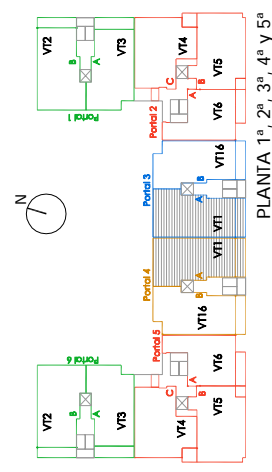 VT2
B
A
Portal 1
VT3
VT4
C
B
A
VT5
VT6
Portal 2
N
Portal 3
VT16
B
A
VT1
VT1
A
B
VT16
Portal 4
Portal 5
VT6
A
B
VT5
C
VT4
Portal 6
VT2
B
A
VT3
PLANTA 1ª, 2ª, 3ª, 4ª y 5ª